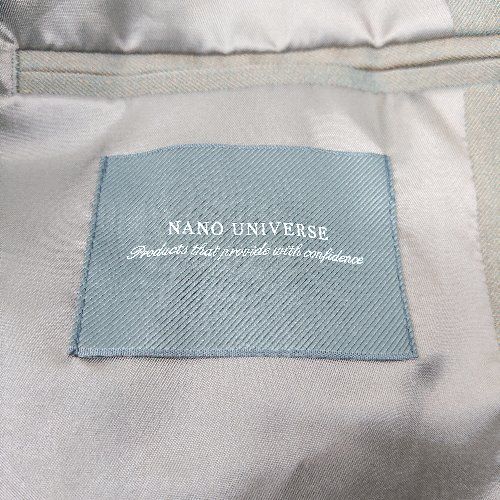 NANO UNIVERSE
Products that provide with confidence